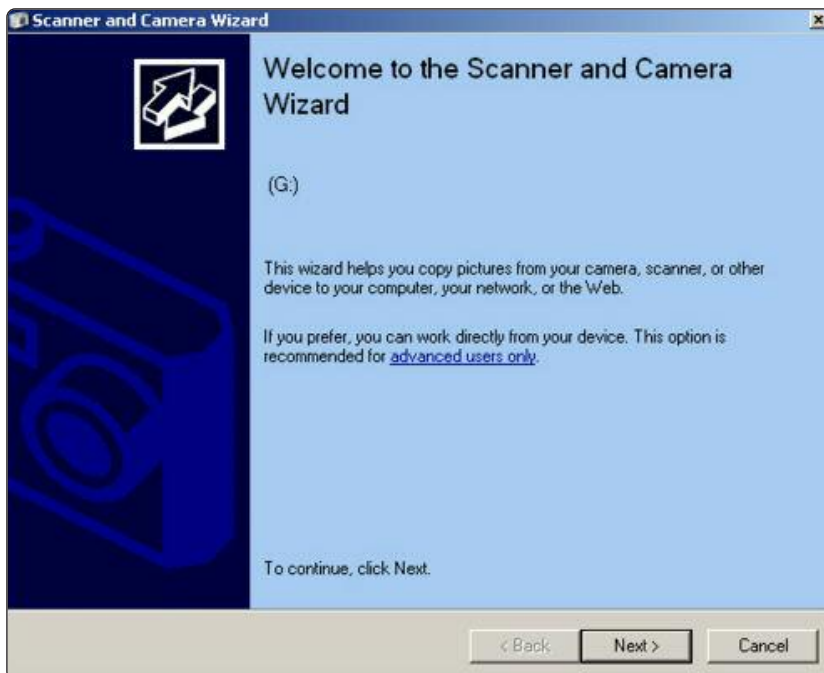 Scanner and Camera Wizard
Welcome to the Scanner and Camera
Wizard
(G:)
This wizard helps you copy pictures from your camera, scanner, or other
device to your computer, your network, or the Web.
If you prefer, you can work directly from your device. This option is
recommended for advanced users only.
To continue, click Next.
< Back
Next >
Cancel